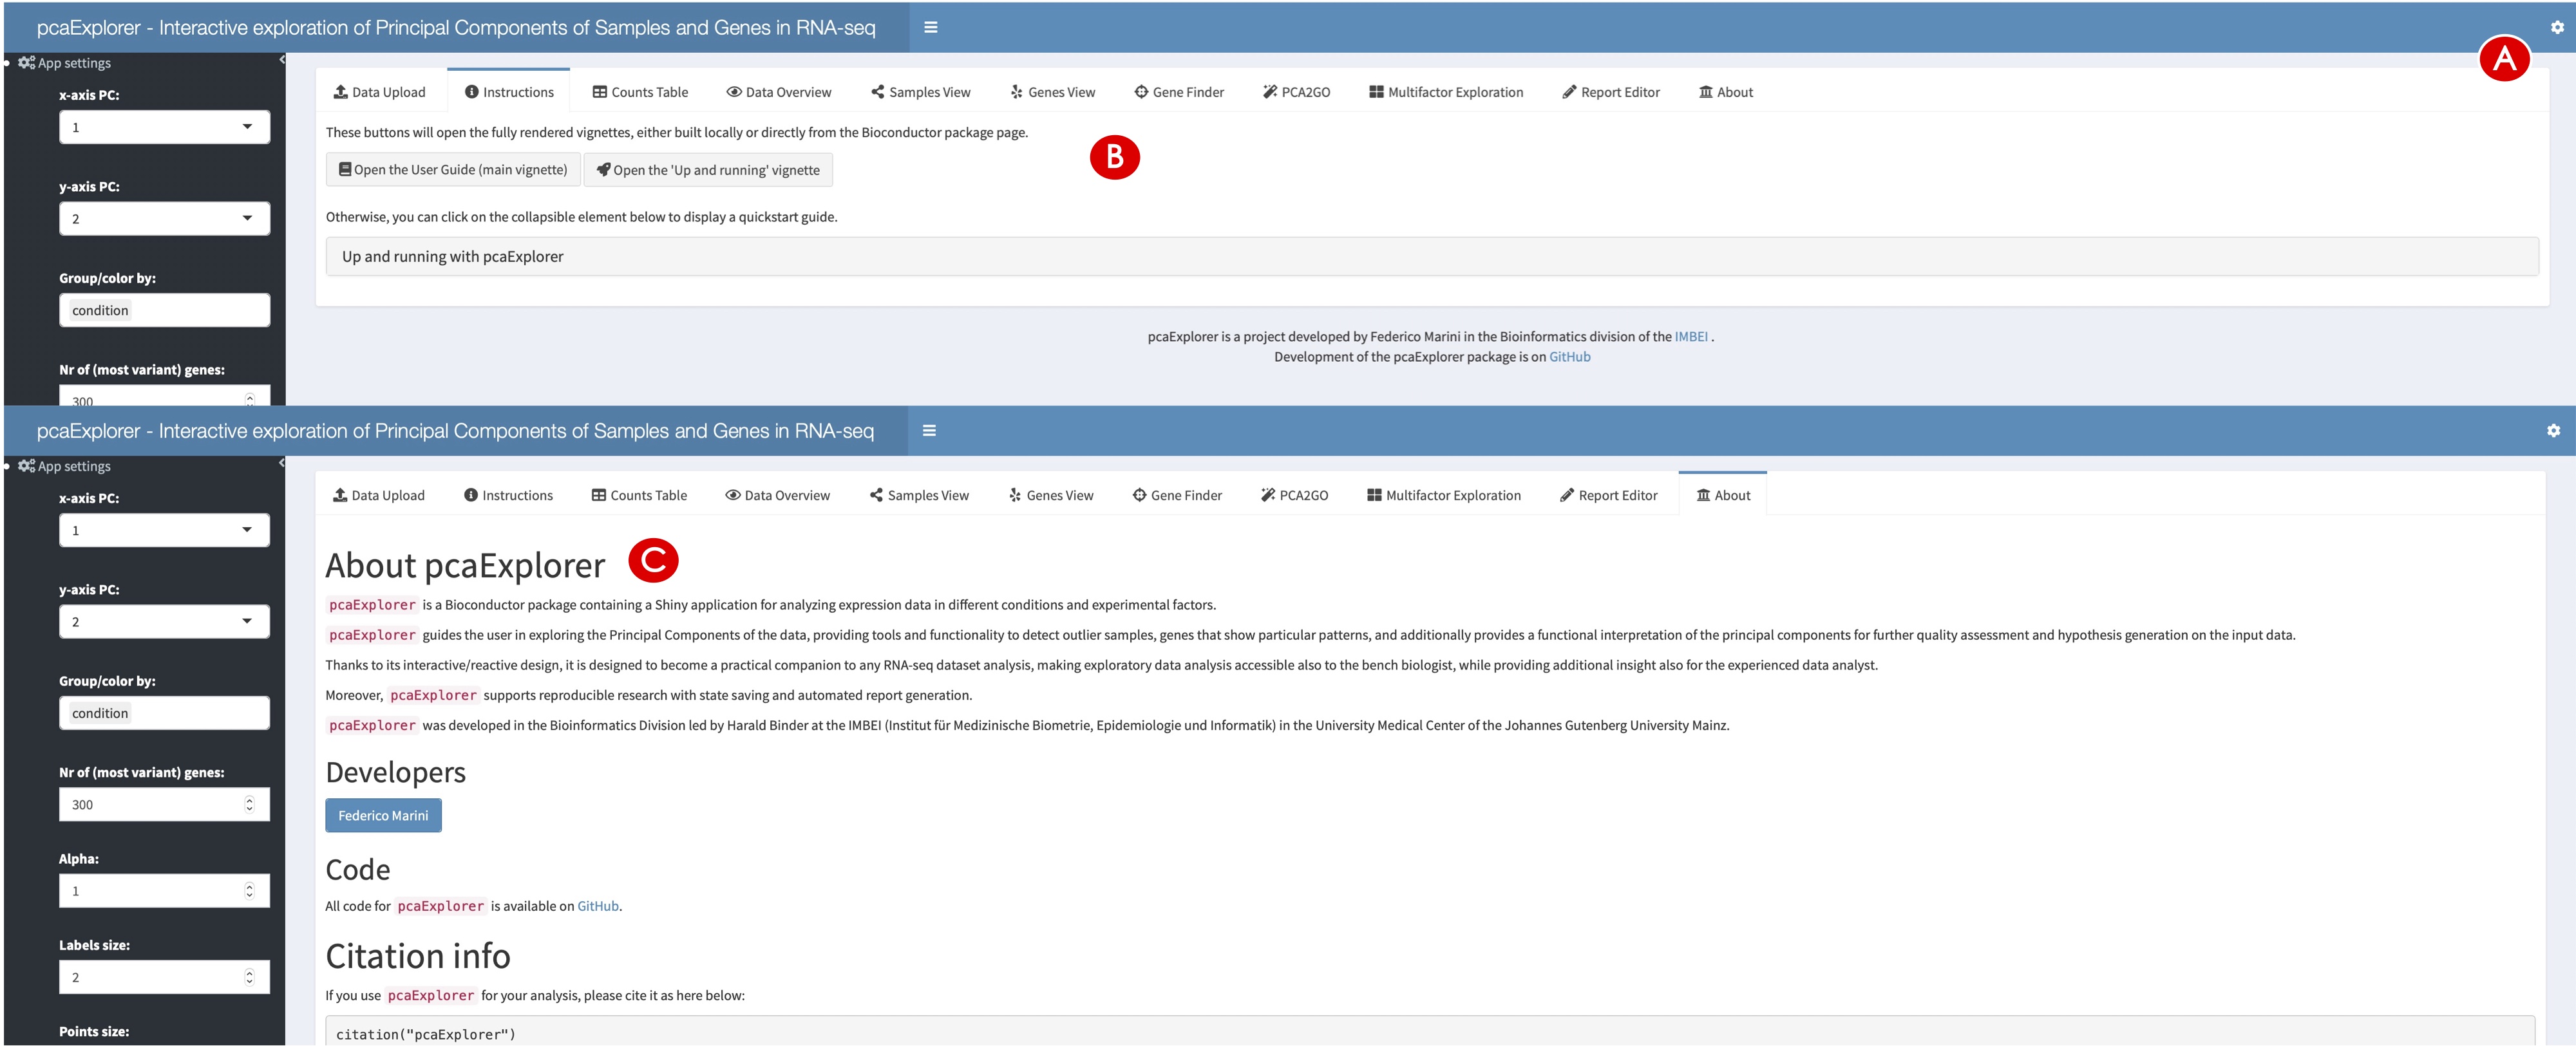 pcaExplorer - Interactive exploration of Principal Components of Samples and Genes in RNA-seq
A
App settings
x-axis PC:
1
y-axis PC:
2
Group/color by:
condition
Nr of (most variant) genes:
300
Data Upload Instructions Counts Table Data Overview Samples View Genes View Gene Finder PCA2GO Multifactor Exploration Report Editor About
These buttons will open the fully rendered vignettes, either built locally or directly from the Bioconductor package page.
B
Open the User Guide (main vignette) Open the 'Up and running' vignette
Otherwise, you can click on the collapsible element below to display a quickstart guide.
Up and running with pcaExplorer
pcaExplorer is a project developed by Federico Marini in the Bioinformatics division of the IMBEI .
Development of the pcaExplorer package is on GitHub
pcaExplorer - Interactive exploration of Principal Components of Samples and Genes in RNA-seq
App settings
x-axis PC:
1
y-axis PC:
2
Group/color by:
condition
Nr of (most variant) genes:
300
Alpha:
1
Labels size:
2
Points size:
Data Upload Instructions Counts Table Data Overview Samples View Genes View Gene Finder PCA2GO Multifactor Exploration Report Editor About
About pcaExplorer C
pcaExplorer is a Bioconductor package containing a Shiny application for analyzing expression data in different conditions and experimental factors.
pcaExplorer guides the user in exploring the Principal Components of the data, providing tools and functionality to detect outlier samples, genes that show particular patterns, and additionally provides a functional interpretation of the principal components for further quality assessment and hypothesis generation on the input data.
Thanks to its interactive/reactive design, it is designed to become a practical companion to any RNA-seq dataset analysis, making exploratory data analysis accessible also to the bench biologist, while providing additional insight also for the experienced data analyst.
Moreover, pcaExplorer supports reproducible research with state saving and automated report generation.
pcaExplorer was developed in the Bioinformatics Division led by Harald Binder at the IMBEI (Institut für Medizinische Biometrie, Epidemiologie und Informatik) in the University Medical Center of the Johannes Gutenberg University Mainz.
Developers
Federico Marini
Code
All code for pcaExplorer is available on GitHub.
Citation info
If you use pcaExplorer for your analysis, please cite it as here below:
citation("pcaExplorer")